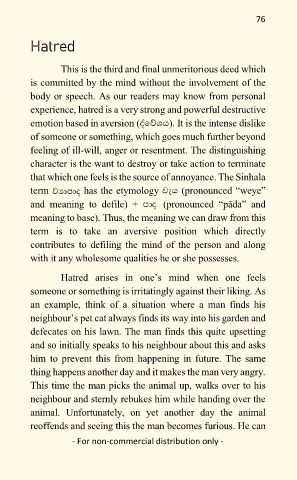 76
Hatred
This is the third and final unmeritorious deed which
is committed by the mind without the involvement of the
body or speech. As our readers may know from personal
experience, hatred is a very strong and powerful destructive
emotion based in aversion (ද්වේශය). It is the intense dislike
of someone or something, which goes much further beyond
feeling of ill-will, anger or resentment. The distinguishing
character is the want to destroy or take action to terminate
that which one feels is the source of annoyance. The Sinhala
term ව්‍යාපාද has the etymology වැය (pronounced “weye”
and meaning to defile) + පාද (pronounced “pāda” and
meaning to base). Thus, the meaning we can draw from this
term is to take an aversive position which directly
contributes to defiling the mind of the person and along
with it any wholesome qualities he or she possesses.
Hatred arises in one’s mind when one feels
someone or something is irritatingly against their liking. As
an example, think of a situation where a man finds his
neighbour’s pet cat always finds its way into his garden and
defecates on his lawn. The man finds this quite upsetting
and so initially speaks to his neighbour about this and asks
him to prevent this from happening in future. The same
thing happens another day and it makes the man very angry.
This time the man picks the animal up, walks over to his
neighbour and sternly rebukes him while handing over the
animal. Unfortunately, on yet another day the animal
reoffends and seeing this the man becomes furious. He can
- For non-commercial distribution only -